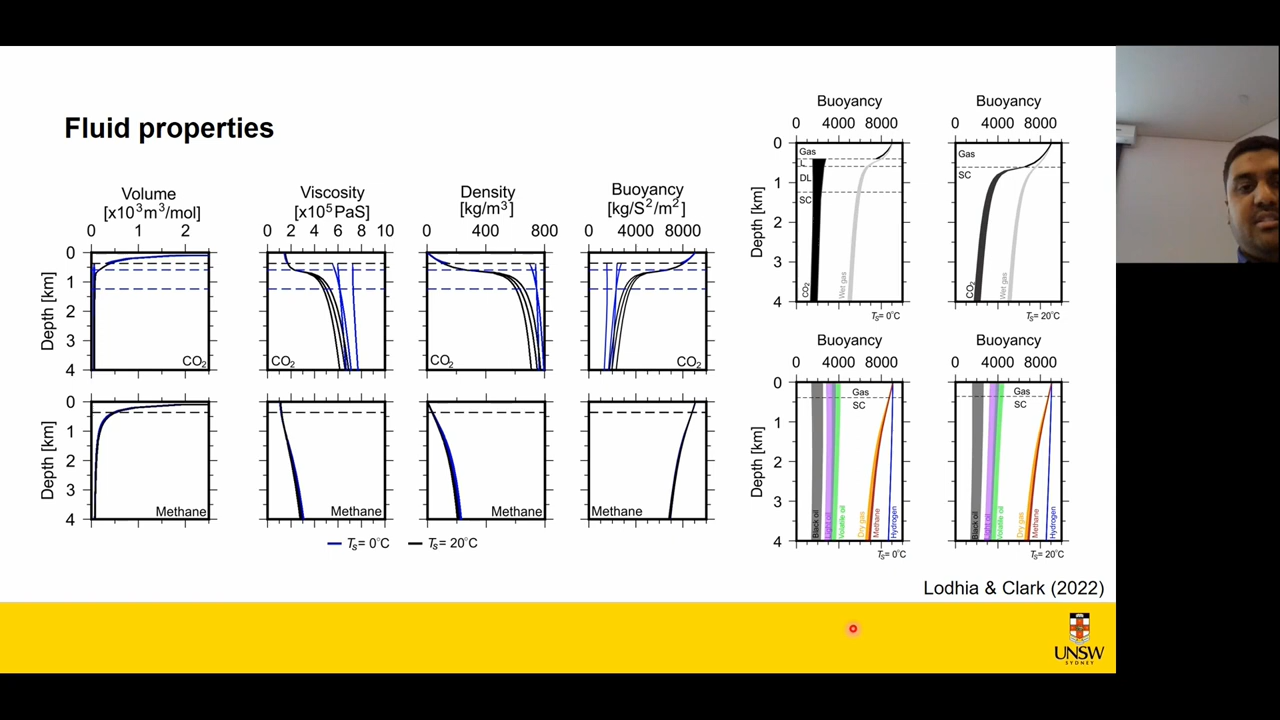 Fluid properties
Volume
[x10³m³/mol]
0 1 2
Viscosity
[x10⁵PaS]
0 2 4 6 8 10
Density
[kg/m³]
0 400 800
Buoyancy
[kg/S²/m²]
0 4000 8000
Depth [km]
0
1
2
3
4
CO₂
CO₂
CO₂
CO₂
Depth [km]
0
1
2
3
4
Methane
Methane
Methane
Methane
Tₛ= 0°C
Tₛ= 20°C
Buoyancy
0 4000 8000
Depth [km]
0
1
2
3
4
Gas
L
DL
SC
CO₂
Wet gas
Tₛ= 0°C
Buoyancy
0 4000 8000
Gas
SC
CO₂
Wet gas
Tₛ= 20°C
Buoyancy
0 4000 8000
Depth [km]
0
1
2
3
4
Gas
SC
Black oil
Light oil
Volatile oil
Dry gas
Methane
Hydrogen
Tₛ= 0°C
Buoyancy
0 4000 8000
Gas
SC
Black oil
Light oil
Volatile oil
Dry gas
Methane
Hydrogen
Tₛ= 20°C
Lodhia & Clark (2022)
UNSW
SYDNEY